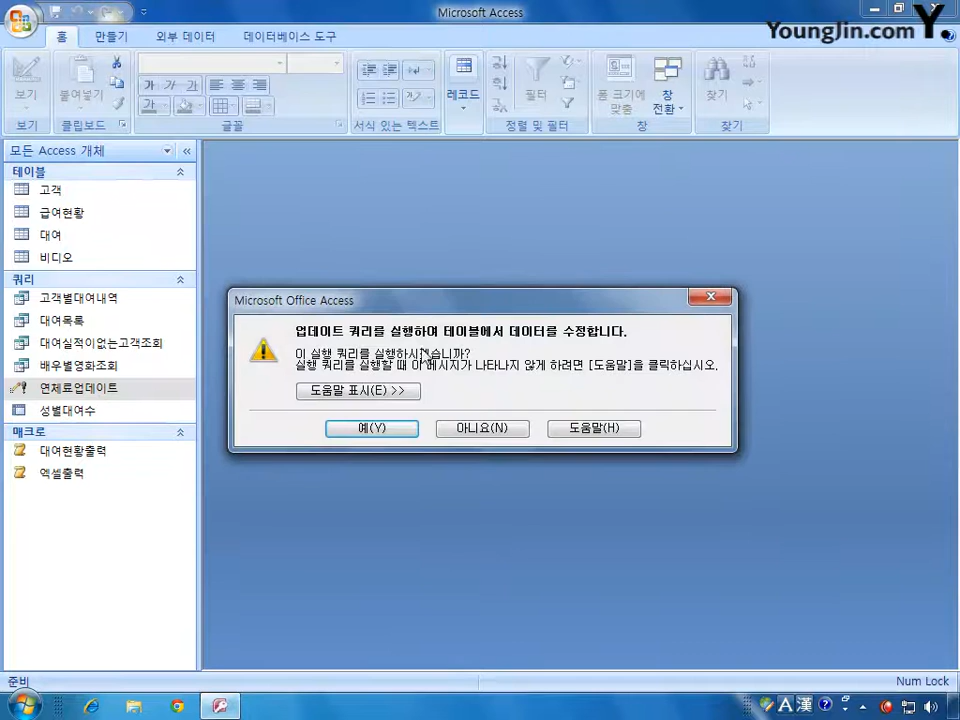 Microsoft Access
YoungJin.com Y.
홈
만들기
외부 데이터
데이터베이스 도구
보기
붙여넣기
가 가 가
가
레코드
필터
폼 크기에
맞춤
창
전환
찾기
보기
클립보드
글꼴
서식 있는 텍스트
정렬 및 필터
창
찾기
모든 Access 개체
테이블
고객
급여현황
대여
비디오
쿼리
고객별대여내역
대여목록
대여실적이없는고객조회
배우별영화조회
연체료업데이트
성별대여수
매크로
대여현황출력
엑셀출력
Microsoft Office Access
업데이트 쿼리를 실행하여 테이블에서 데이터를 수정합니다.
이 실행 쿼리를 실행하시겠습니까?
실행 쿼리를 실행할 때 이 메시지가 나타나지 않게 하려면 [도움말]을 클릭하십시오.
도움말 표시(E) >>
예(Y)
아니요(N)
도움말(H)
준비
Num Lock
A 漢